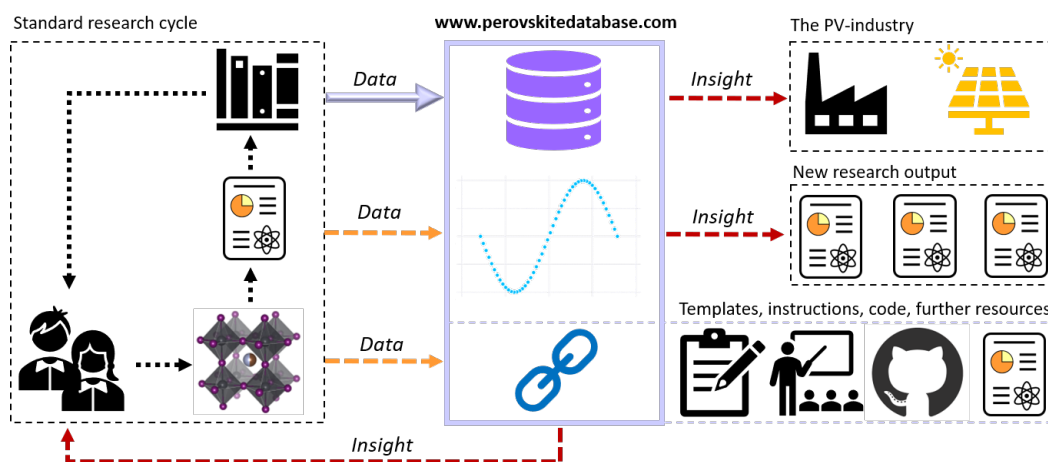 Standard research cycle
www.perovskitedatabase.com
The PV-industry
Data
Insight
New research output
Data
Insight
Templates, instructions, code, further resources
Data
Insight